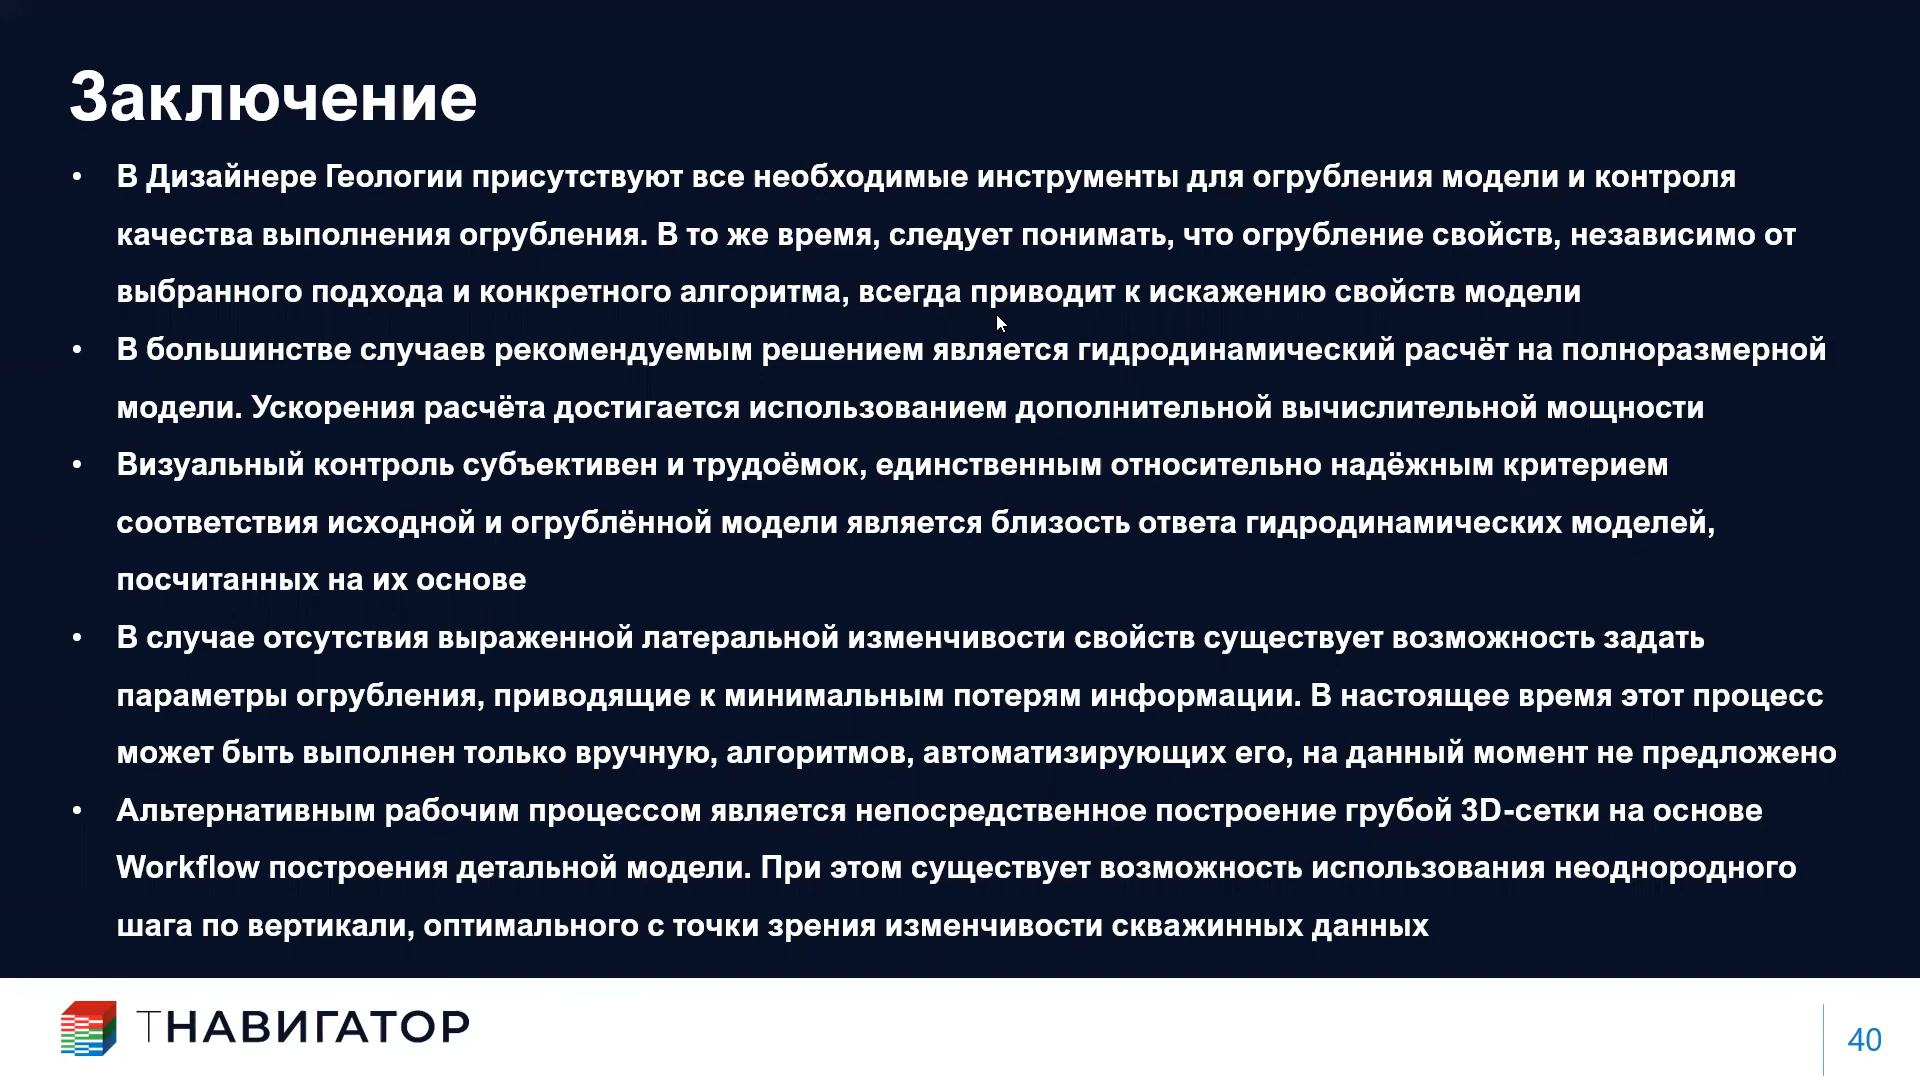 Заключение
• В Дизайнере Геологии присутствуют все необходимые инструменты для огрубления модели и контроля
качества выполнения огрубления. В то же время, следует понимать, что огрубление свойств, независимо от
выбранного подхода и конкретного алгоритма, всегда приводит к искажению свойств модели
• В большинстве случаев рекомендуемым решением является гидродинамический расчёт на полноразмерной
модели. Ускорения расчёта достигается использованием дополнительной вычислительной мощности
• Визуальный контроль субъективен и трудоёмок, единственным относительно надёжным критерием
соответствия исходной и огрублённой модели является близость ответа гидродинамических моделей,
посчитанных на их основе
• В случае отсутствия выраженной латеральной изменчивости свойств существует возможность задать
параметры огрубления, приводящие к минимальным потерям информации. В настоящее время этот процесс
может быть выполнен только вручную, алгоритмов, автоматизирующих его, на данный момент не предложено
• Альтернативным рабочим процессом является непосредственное построение грубой 3D-сетки на основе
Workflow построения детальной модели. При этом существует возможность использования неоднородного
шага по вертикали, оптимального с точки зрения изменчивости скважинных данных
ТНАВИГАТОР
40